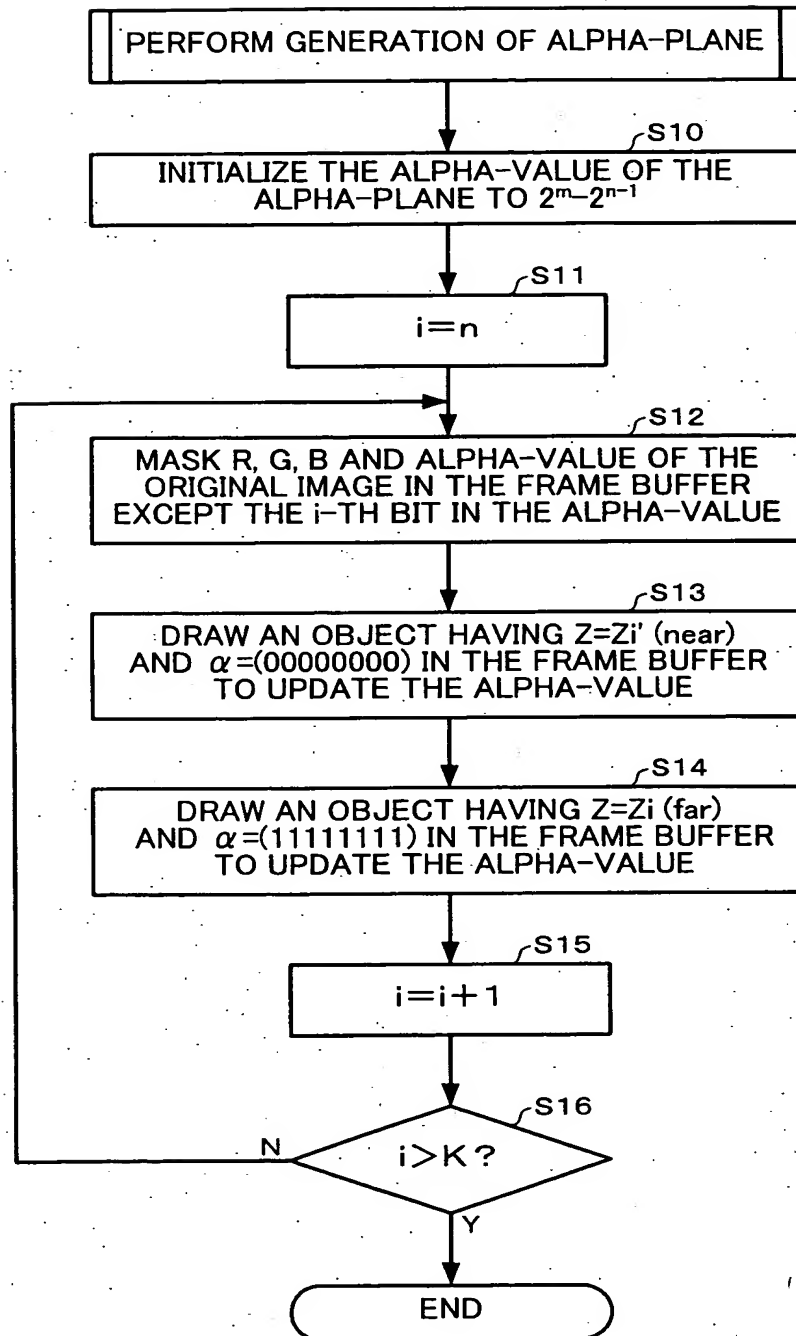 PERFORM GENERATION OF ALPHA-PLANE
S10
INITIALIZE THE ALPHA-VALUE OF THE
ALPHA-PLANE TO 2ᵐ-2ⁿ⁻¹
S11
i=n
S12
MASK R, G, B AND ALPHA-VALUE OF THE
ORIGINAL IMAGE IN THE FRAME BUFFER
EXCEPT THE i-TH BIT IN THE ALPHA-VALUE
S13
DRAW AN OBJECT HAVING Z=Zi' (near)
AND α=(00000000) IN THE FRAME BUFFER
TO UPDATE THE ALPHA-VALUE
S14
DRAW AN OBJECT HAVING Z=Zi (far)
AND α=(11111111) IN THE FRAME BUFFER
TO UPDATE THE ALPHA-VALUE
S15
i=i+1
S16
N
i>K?
Y
END